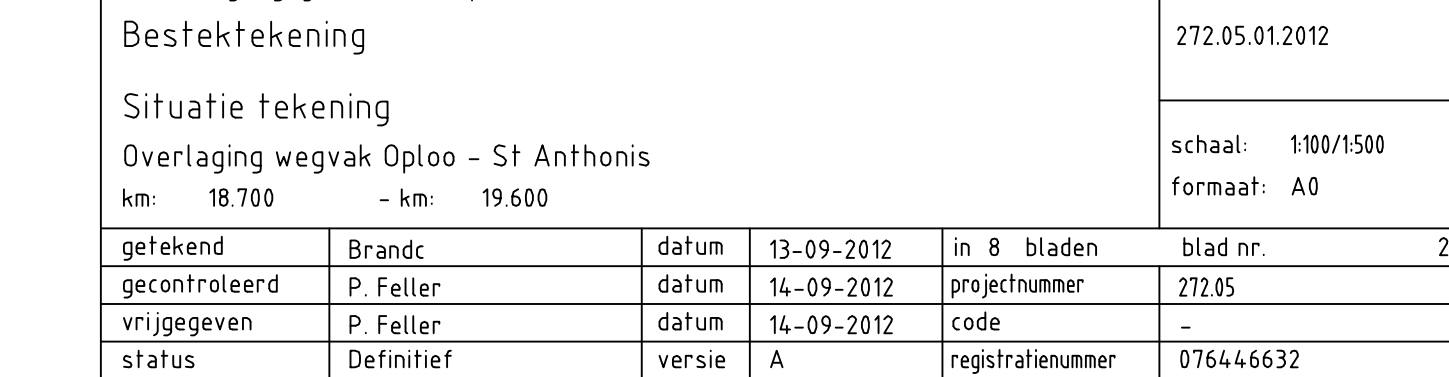 Bestektekening
272.05.01.2012
Situatie tekening
Overlaging wegvak Oploo - St Anthonis
schaal: 1:100/1:500
km: 18.700 - km: 19.600
formaat: A0
getekend Brandc datum 13-09-2012 in 8 bladen blad nr. 2
gecontroleerd P. Feller datum 14-09-2012 projectnummer 272.05
vrijgegeven P. Feller datum 14-09-2012 code -
status Definitief versie A registratienummer 076446632